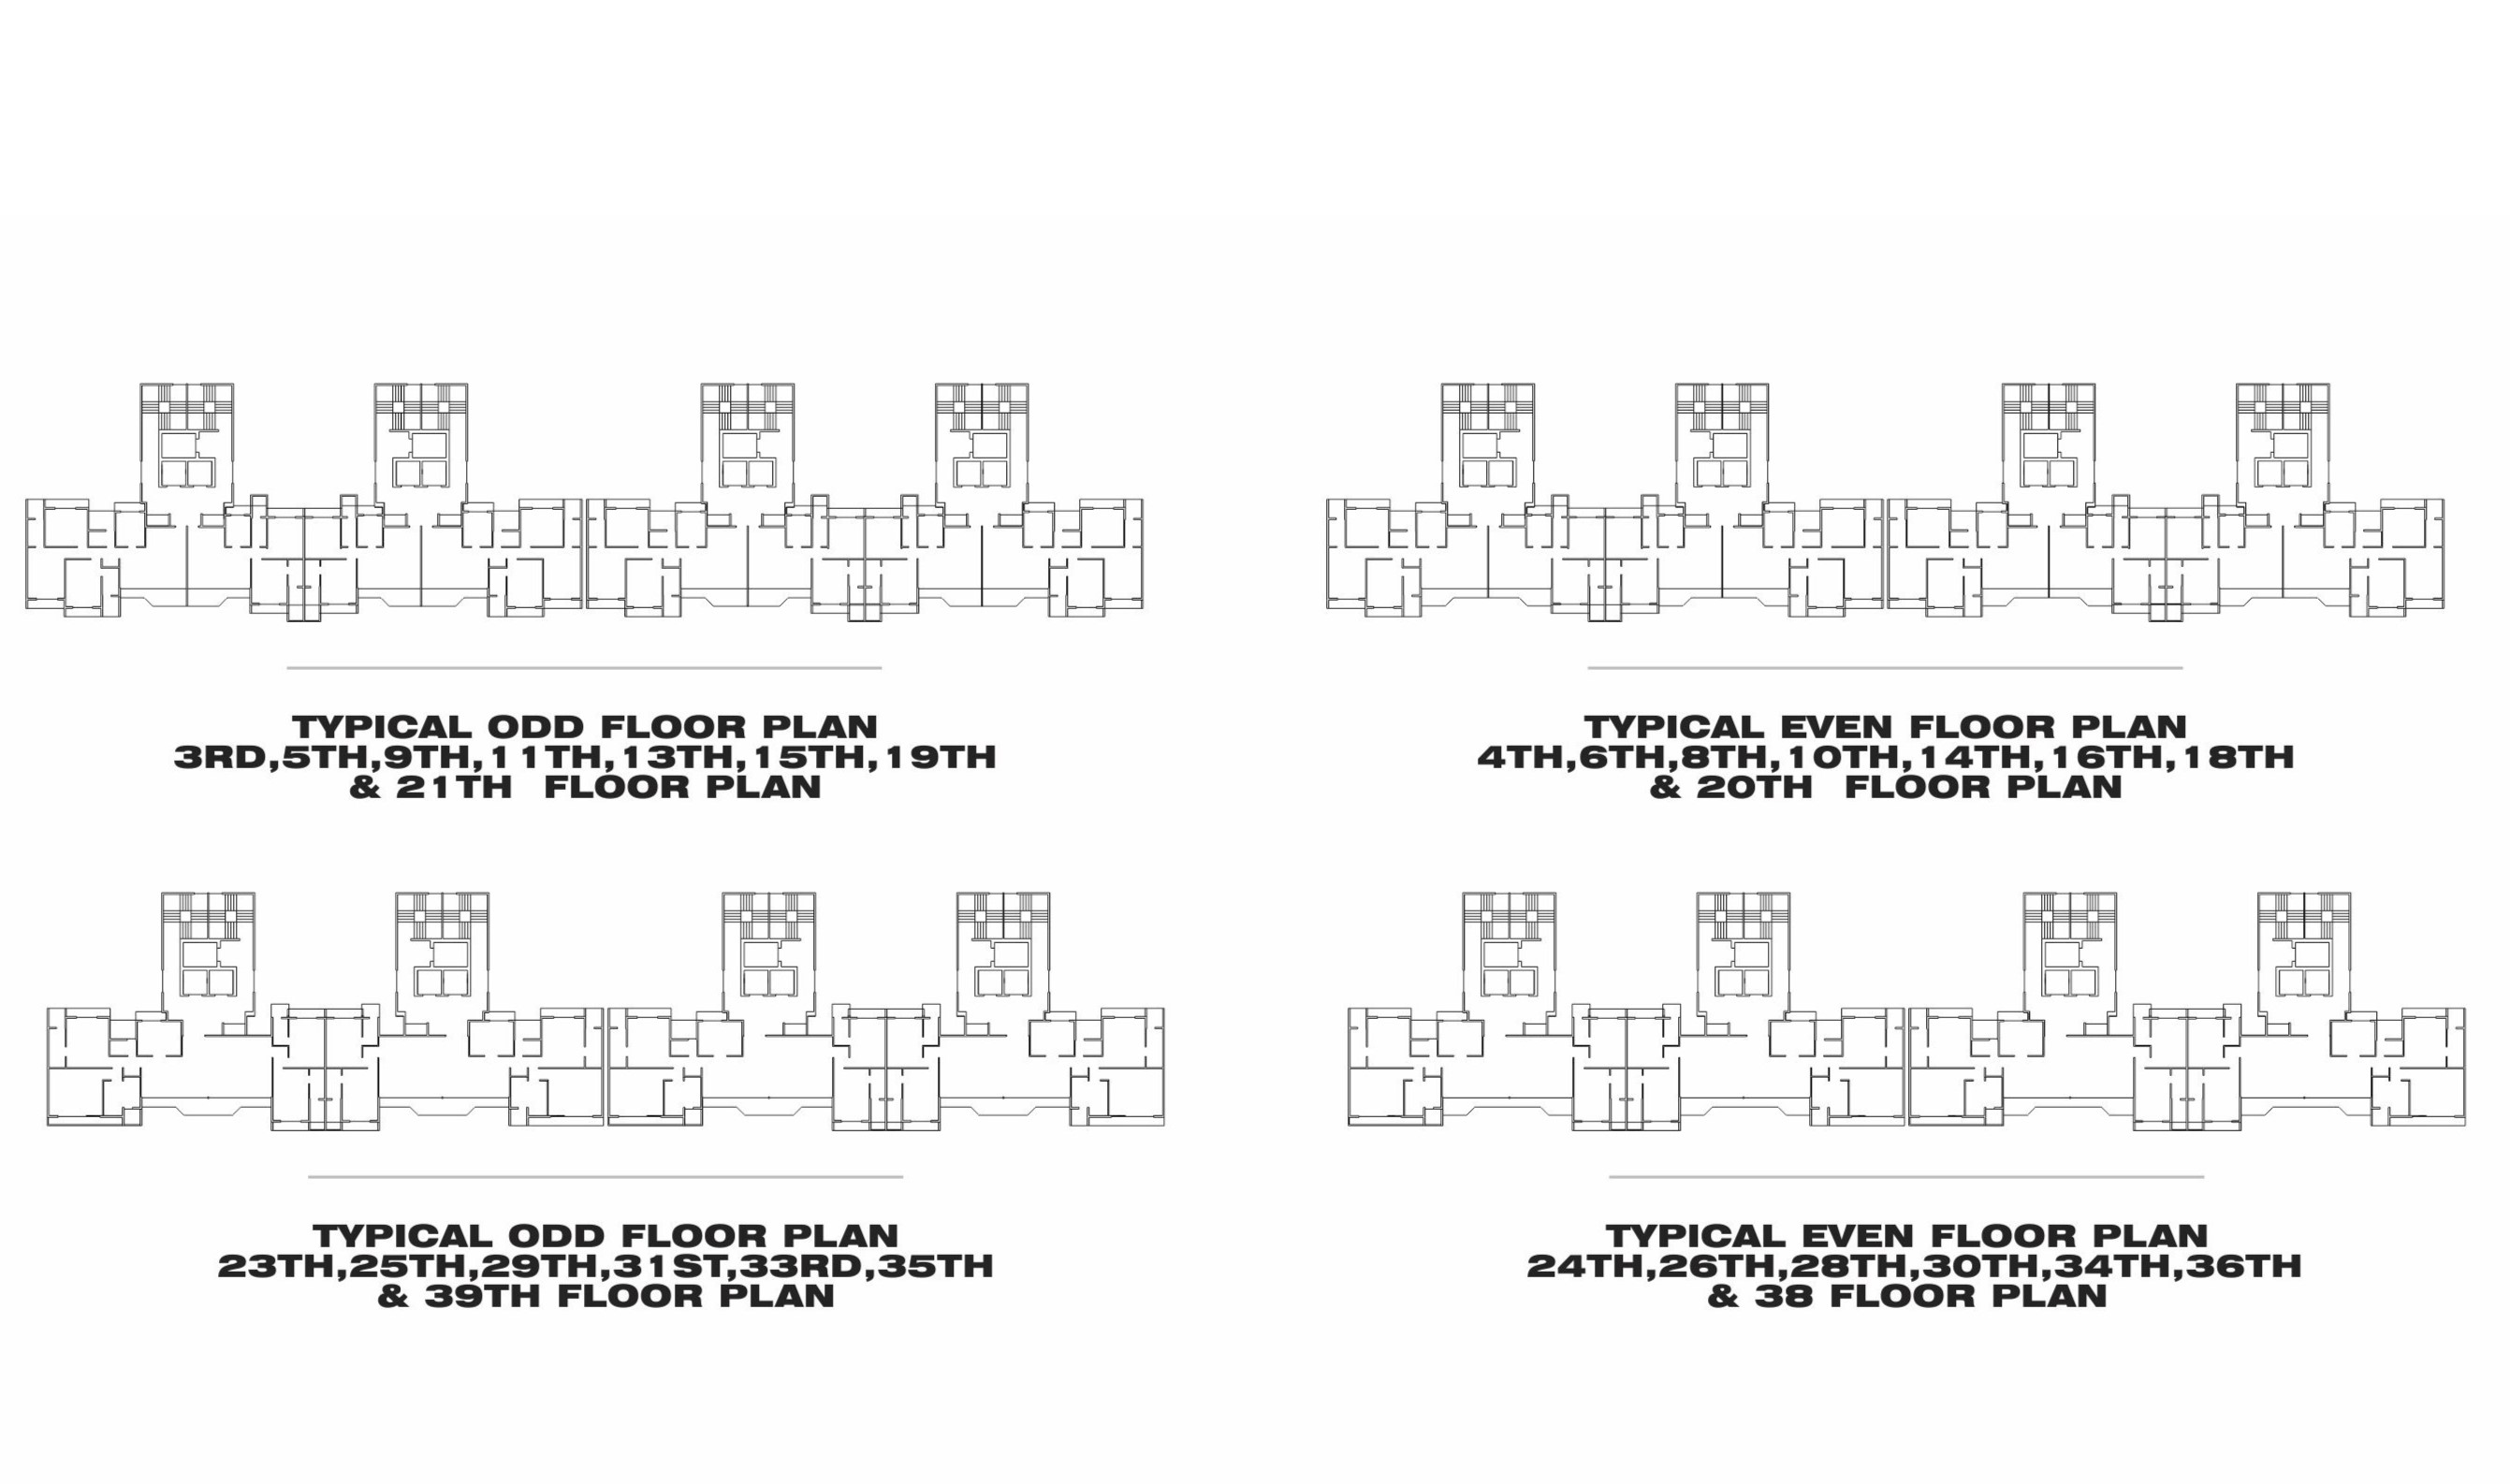 TYPICAL ODD FLOOR PLAN
3RD,5TH,9TH,11TH,13TH,15TH,19TH
& 21TH FLOOR PLAN
TYPICAL EVEN FLOOR PLAN
4TH,6TH,8TH,10TH,14TH,16TH,18TH
& 20TH FLOOR PLAN
TYPICAL ODD FLOOR PLAN
23TH,25TH,29TH,31ST,33RD,35TH
& 39TH FLOOR PLAN
TYPICAL EVEN FLOOR PLAN
24TH,26TH,28TH,30TH,34TH,36TH
& 38 FLOOR PLAN